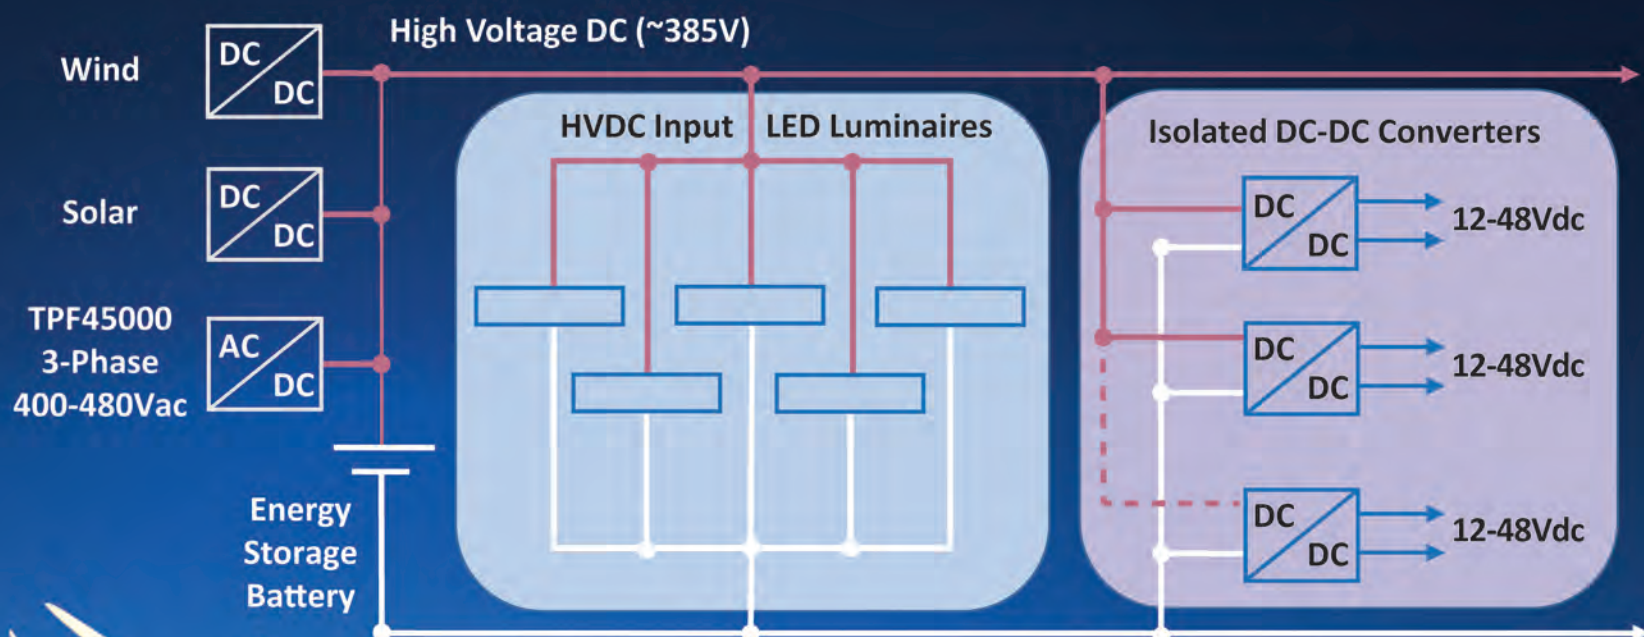 High Voltage DC (~385V)
Wind
DC
DC
Solar
DC
DC
TPF45000
3-Phase
400-480Vac
AC
DC
Energy
Storage
Battery
HVDC Input LED Luminaires
Isolated DC-DC Converters
DC
DC
12-48Vdc
DC
DC
12-48Vdc
DC
DC
12-48Vdc